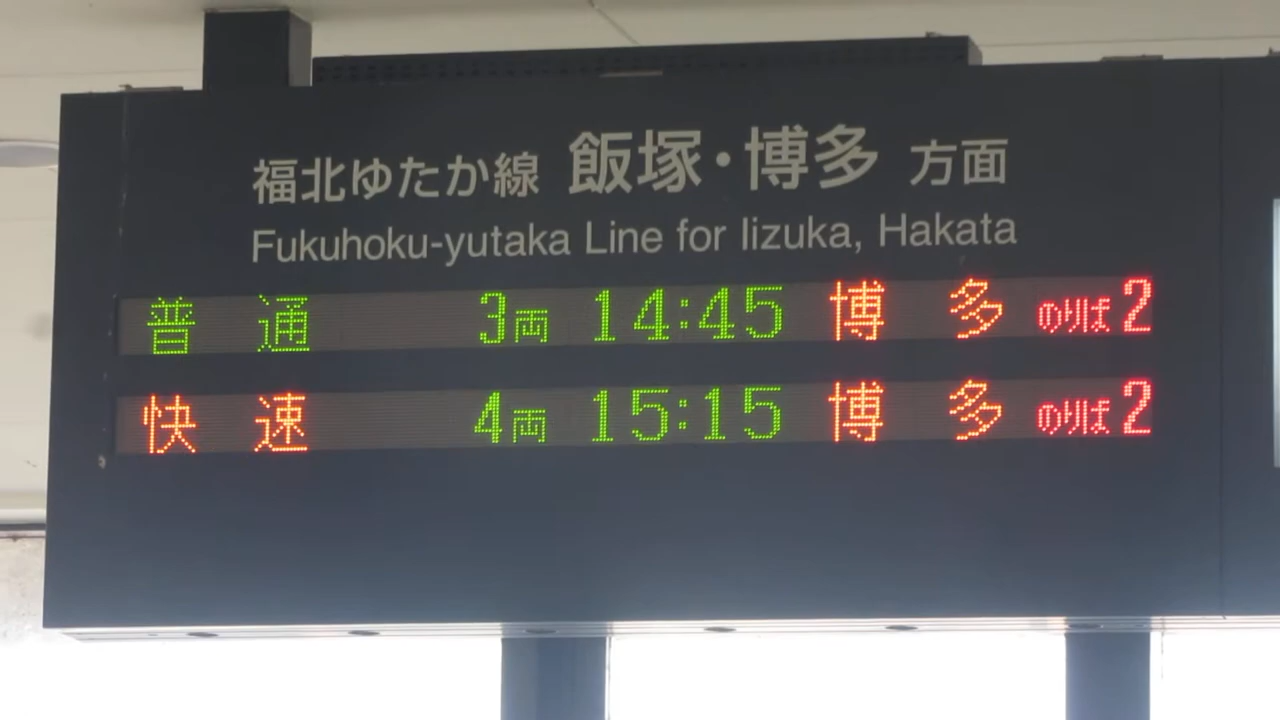 福北ゆたか線 飯塚・博多 方面
Fukuhoku-yutaka Line for Iizuka, Hakata
普通 3両 14:45 博多 のりば2
快速 4両 15:15 博多 のりば2